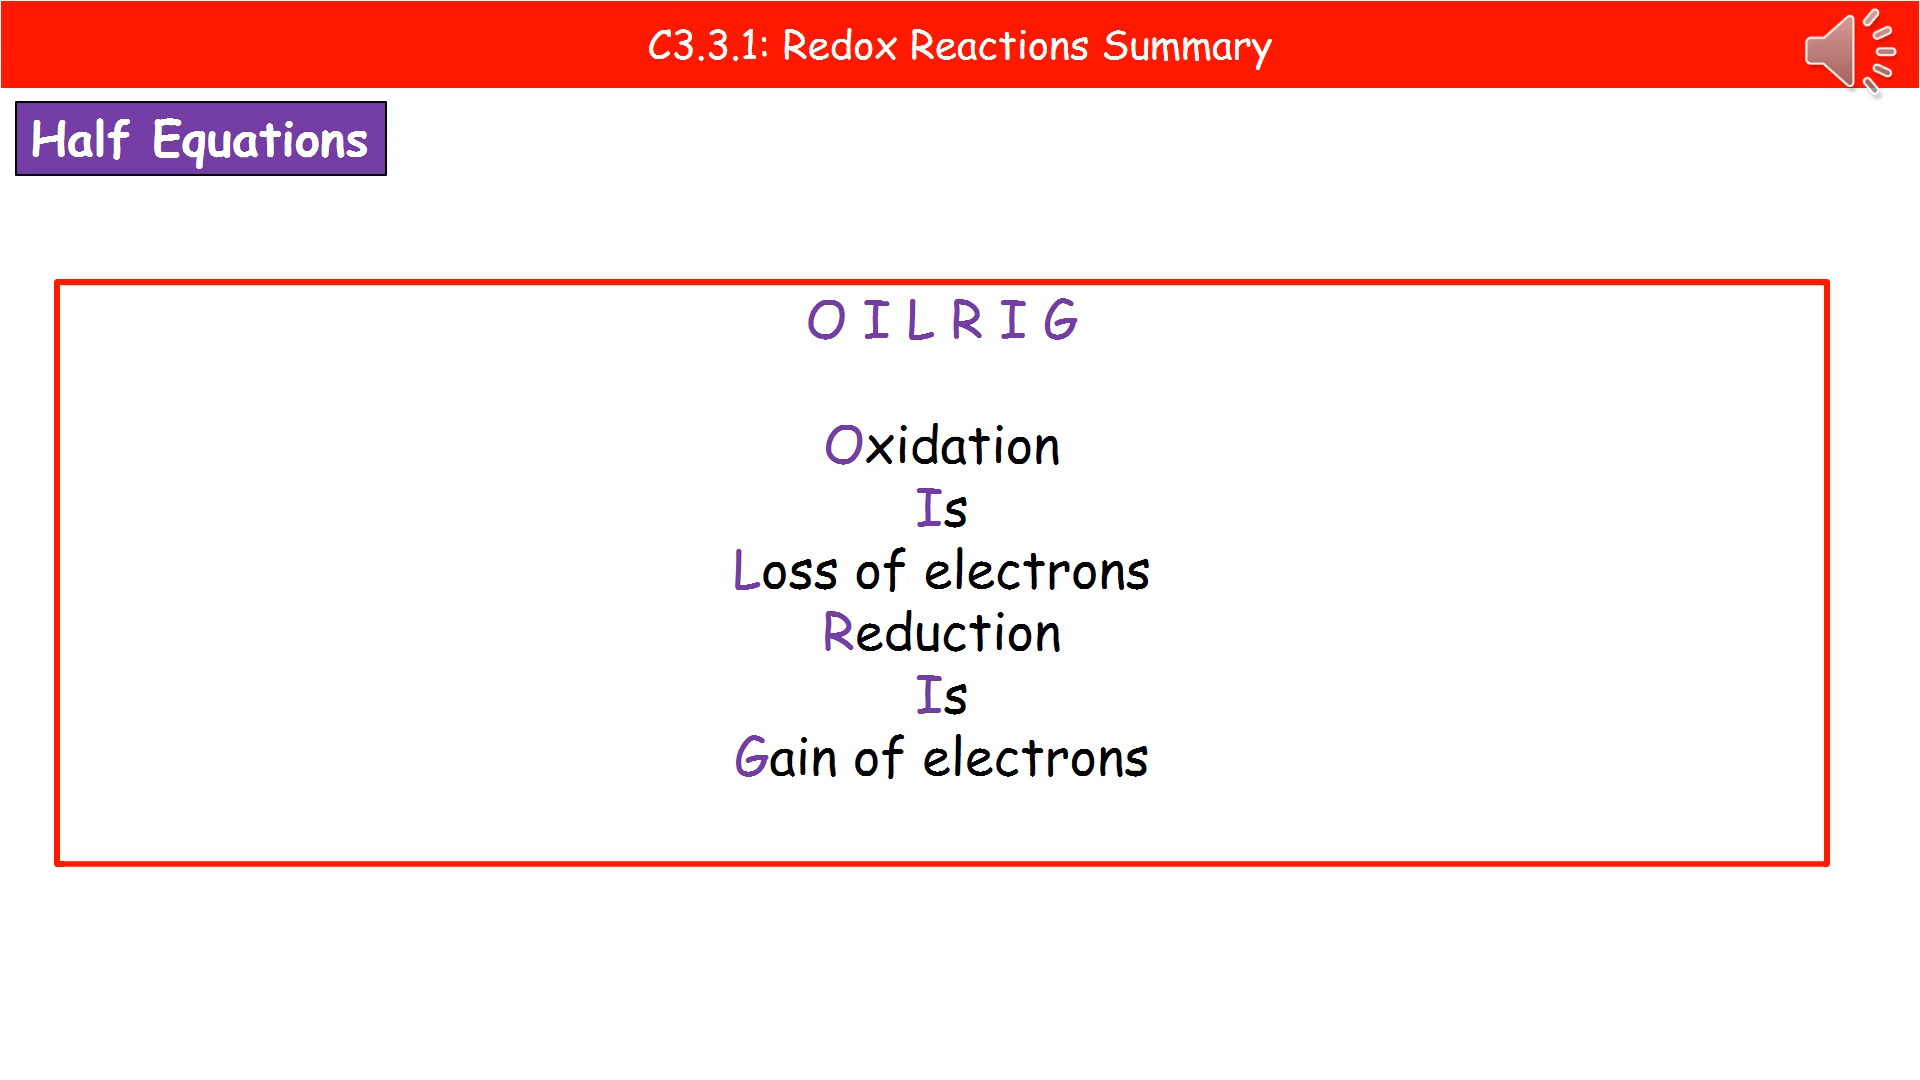 C3.3.1: Redox Reactions Summary
Half Equations
O I L R I G
Oxidation
Is
Loss of electrons
Reduction
Is
Gain of electrons